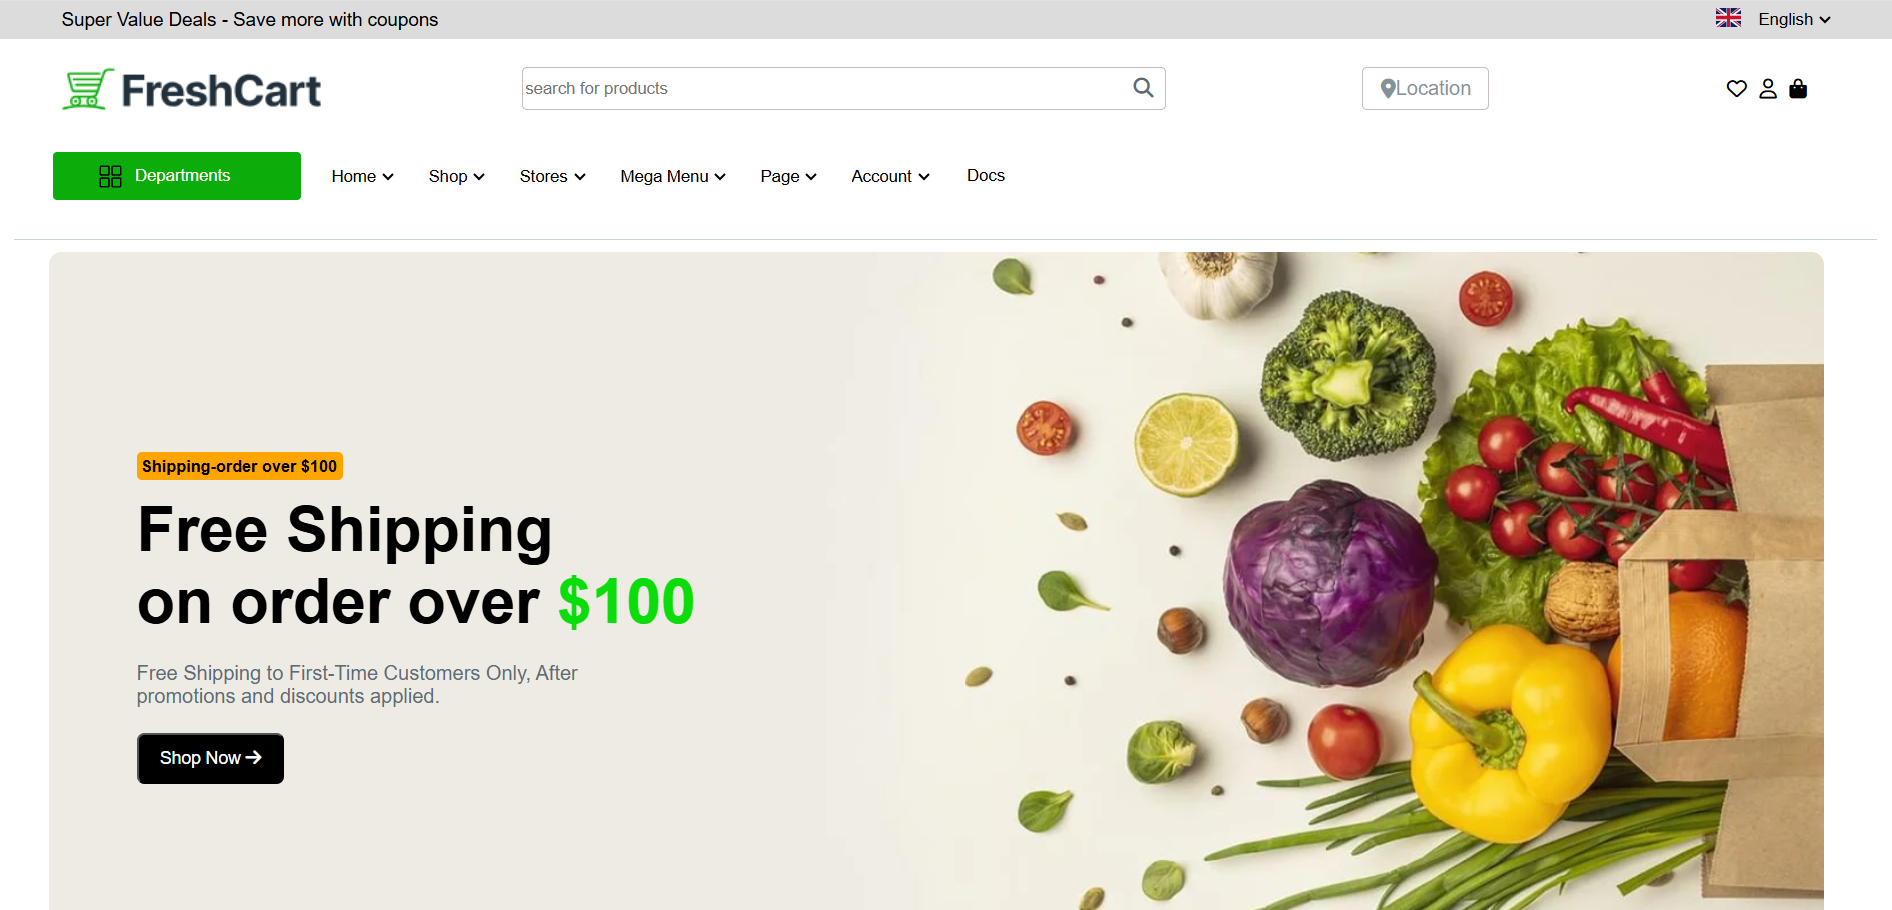 Super Value Deals - Save more with coupons
English
FreshCart
search for products
Location
Departments
Home
Shop
Stores
Mega Menu
Page
Account
Docs
Shipping-order over $100
Free Shipping
on order over $100
Free Shipping to First-Time Customers Only, After
promotions and discounts applied.
Shop Now